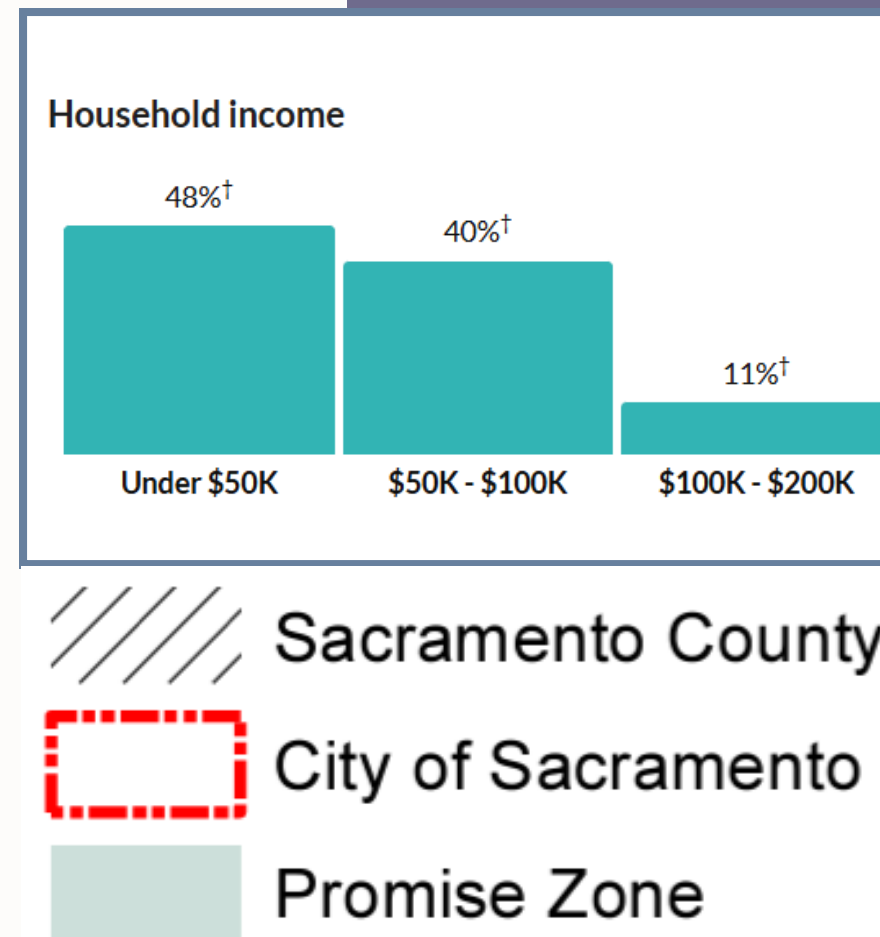 Household income
48%†
40%†
11%†
Under $50K
$50K - $100K
$100K - $200K
Sacramento County
City of Sacramento
Promise Zone